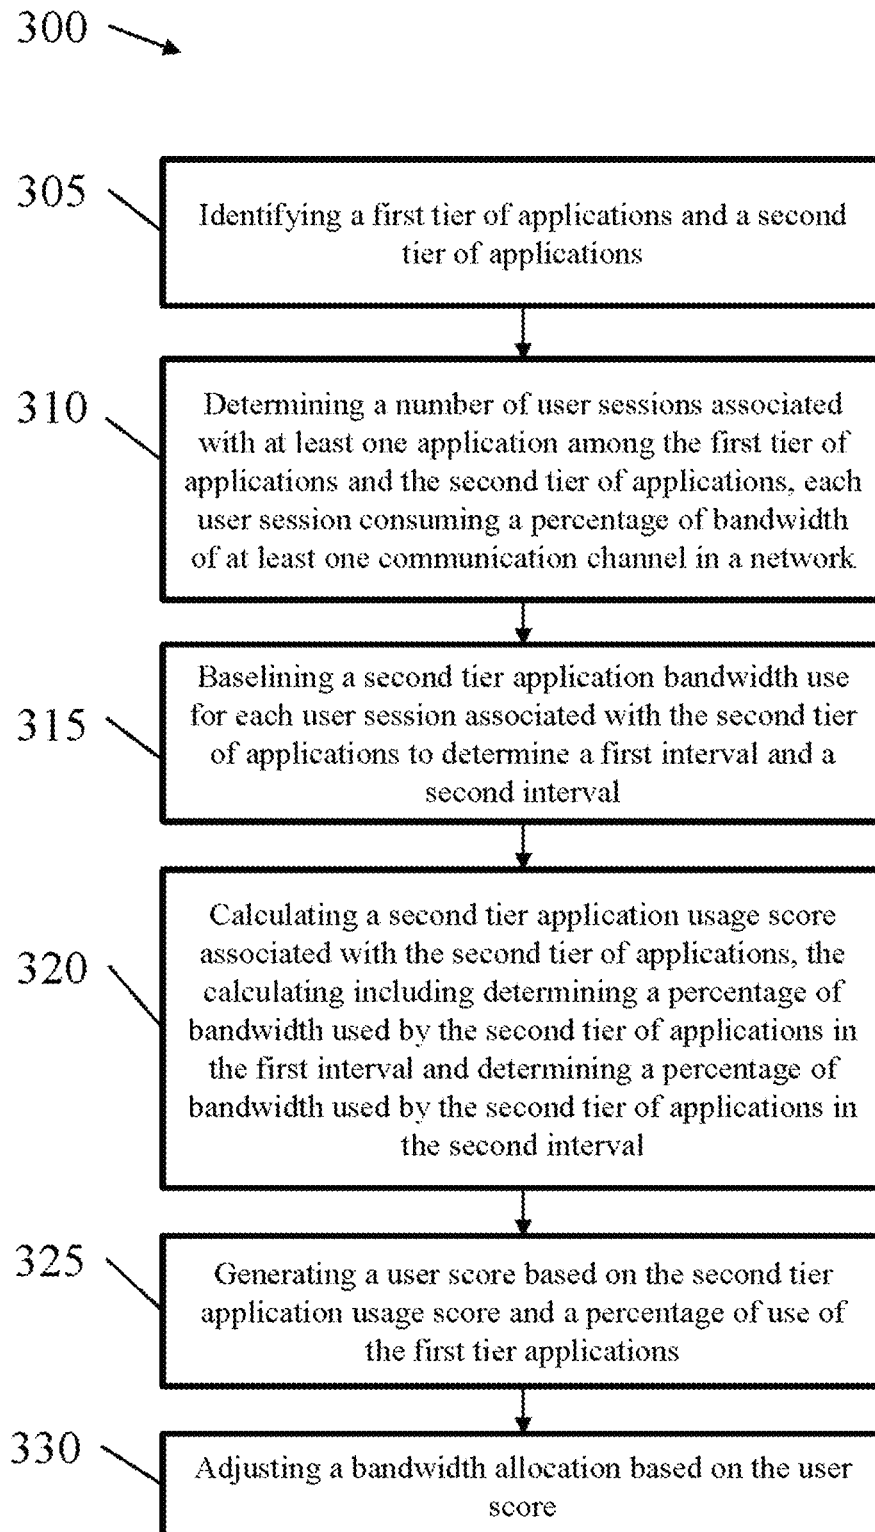 300
305
Identifying a first tier of applications and a second
tier of applications
310
Determining a number of user sessions associated
with at least one application among the first tier of
applications and the second tier of applications, each
user session consuming a percentage of bandwidth
of at least one communication channel in a network
315
Baselining a second tier application bandwidth use
for each user session associated with the second tier
of applications to determine a first interval and a
second interval
320
Calculating a second tier application usage score
associated with the second tier of applications, the
calculating including determining a percentage of
bandwidth used by the second tier of applications in
the first interval and determining a percentage of
bandwidth used by the second tier of applications in
the second interval
325
Generating a user score based on the second tier
application usage score and a percentage of use of
the first tier applications
330
Adjusting a bandwidth allocation based on the user
score